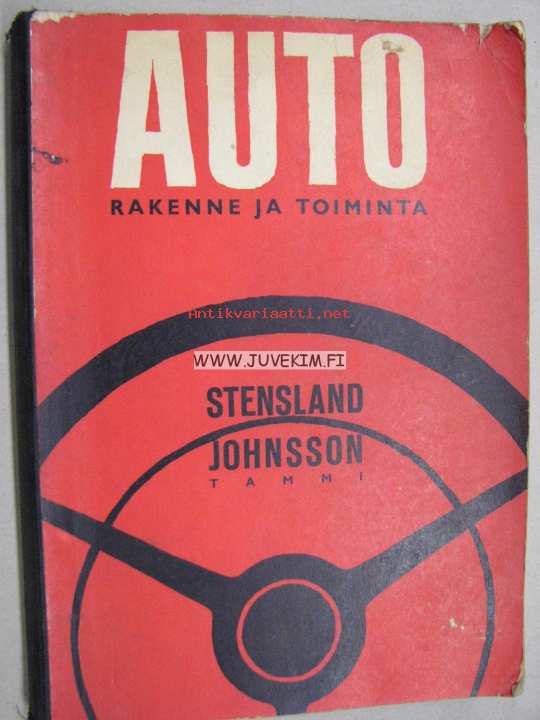 AUTO
RAKENNE JA TOIMINTA
Antikvariaatti.net
WWW.JUVEKIM.FI
STENSLAND
JOHNSSON
TAMMI